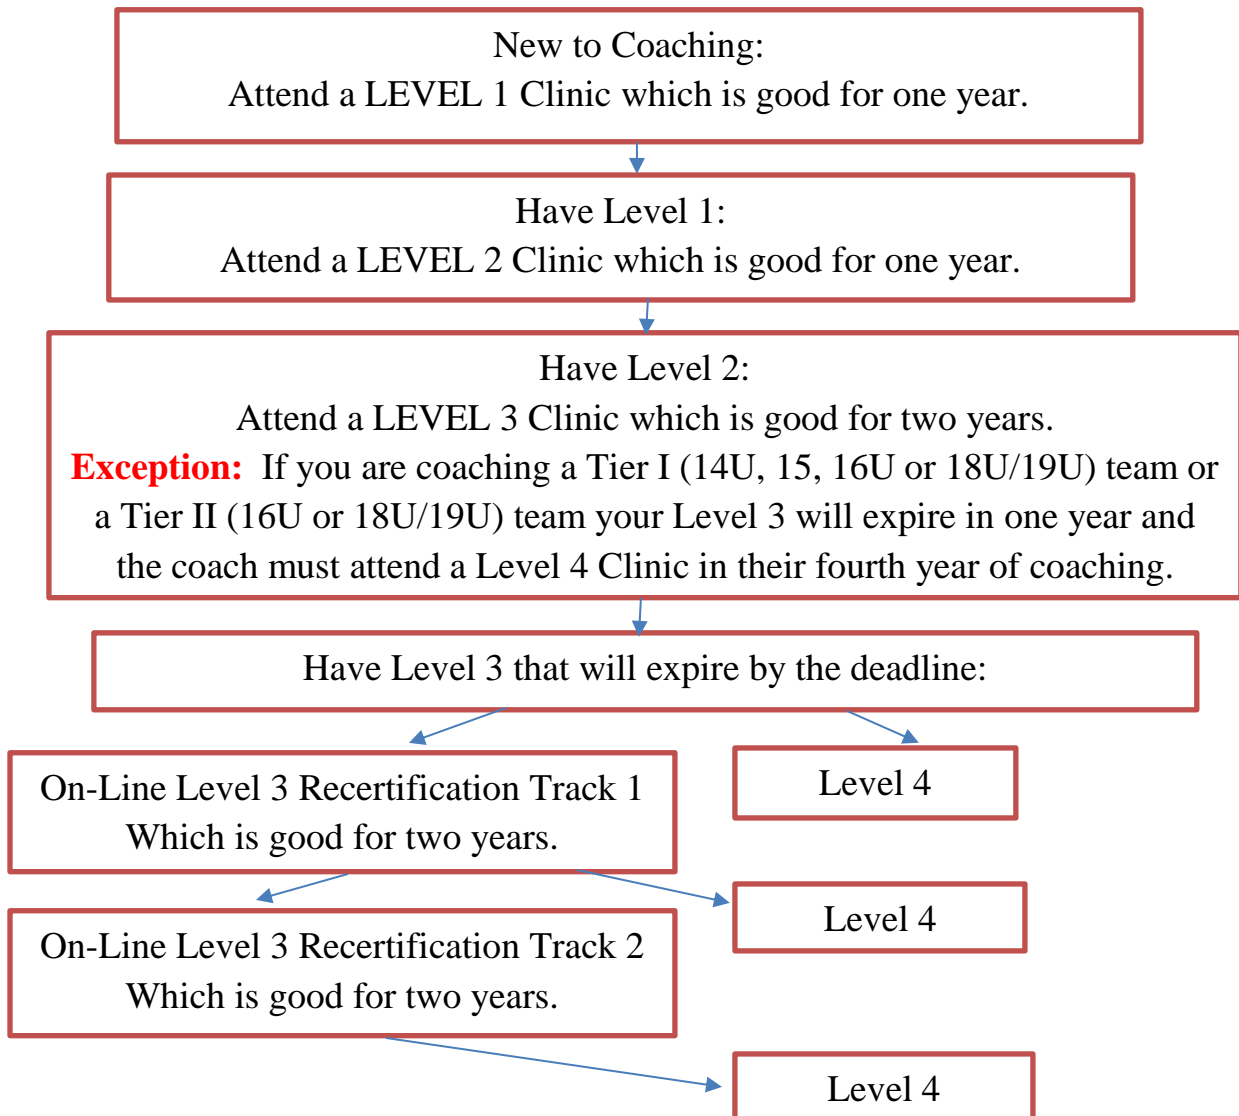 New to Coaching:
Attend a LEVEL 1 Clinic which is good for one year.
Have Level 1:
Attend a LEVEL 2 Clinic which is good for one year.
Have Level 2:
Attend a LEVEL 3 Clinic which is good for two years.
Exception:  If you are coaching a Tier I (14U, 15, 16U or 18U/19U) team or
a Tier II (16U or 18U/19U) team your Level 3 will expire in one year and
the coach must attend a Level 4 Clinic in their fourth year of coaching.
Have Level 3 that will expire by the deadline:
On-Line Level 3 Recertification Track 1
Which is good for two years.
Level 4
On-Line Level 3 Recertification Track 2
Which is good for two years.
Level 4
Level 4